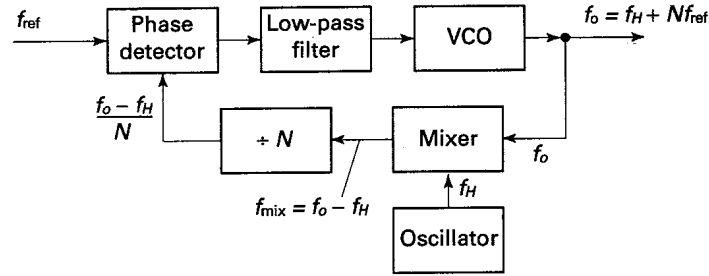 f_ref
Phase
detector
Low-pass
filter
VCO
f_o = f_H + Nf_ref
f_o − f_H
N
÷ N
Mixer
f_o
f_mix = f_o − f_H
f_H
Oscillator